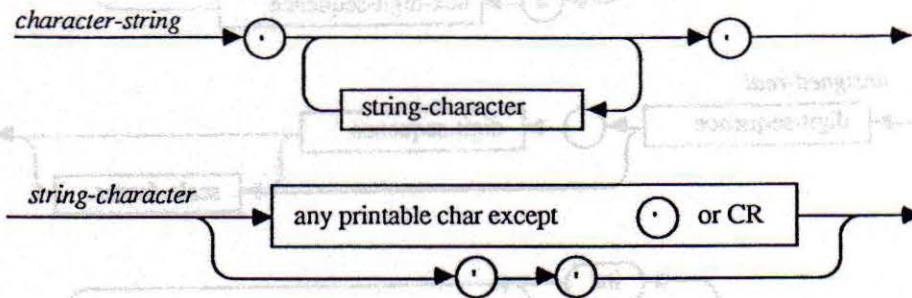 character-string
' '
string-character
string-character
any printable char except ' or CR
' '